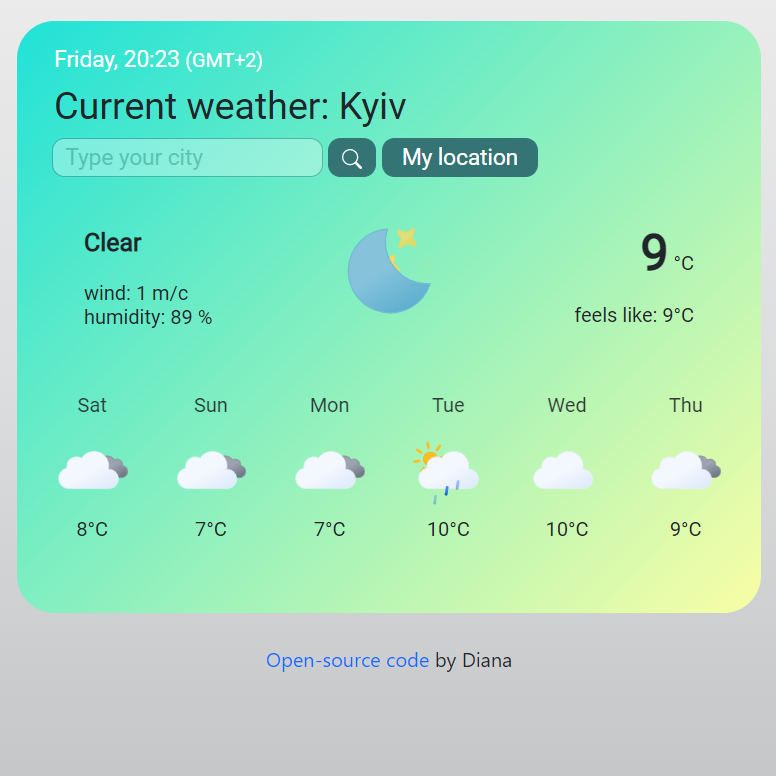 Friday, 20:23 (GMT+2)
Current weather: Kyiv
Type your city
My location
Clear
9 °C
wind: 1 m/c
humidity: 89 %
feels like: 9°C
Sat Sun Mon Tue Wed Thu
8°C 7°C 7°C 10°C 10°C 9°C
Open-source code by Diana